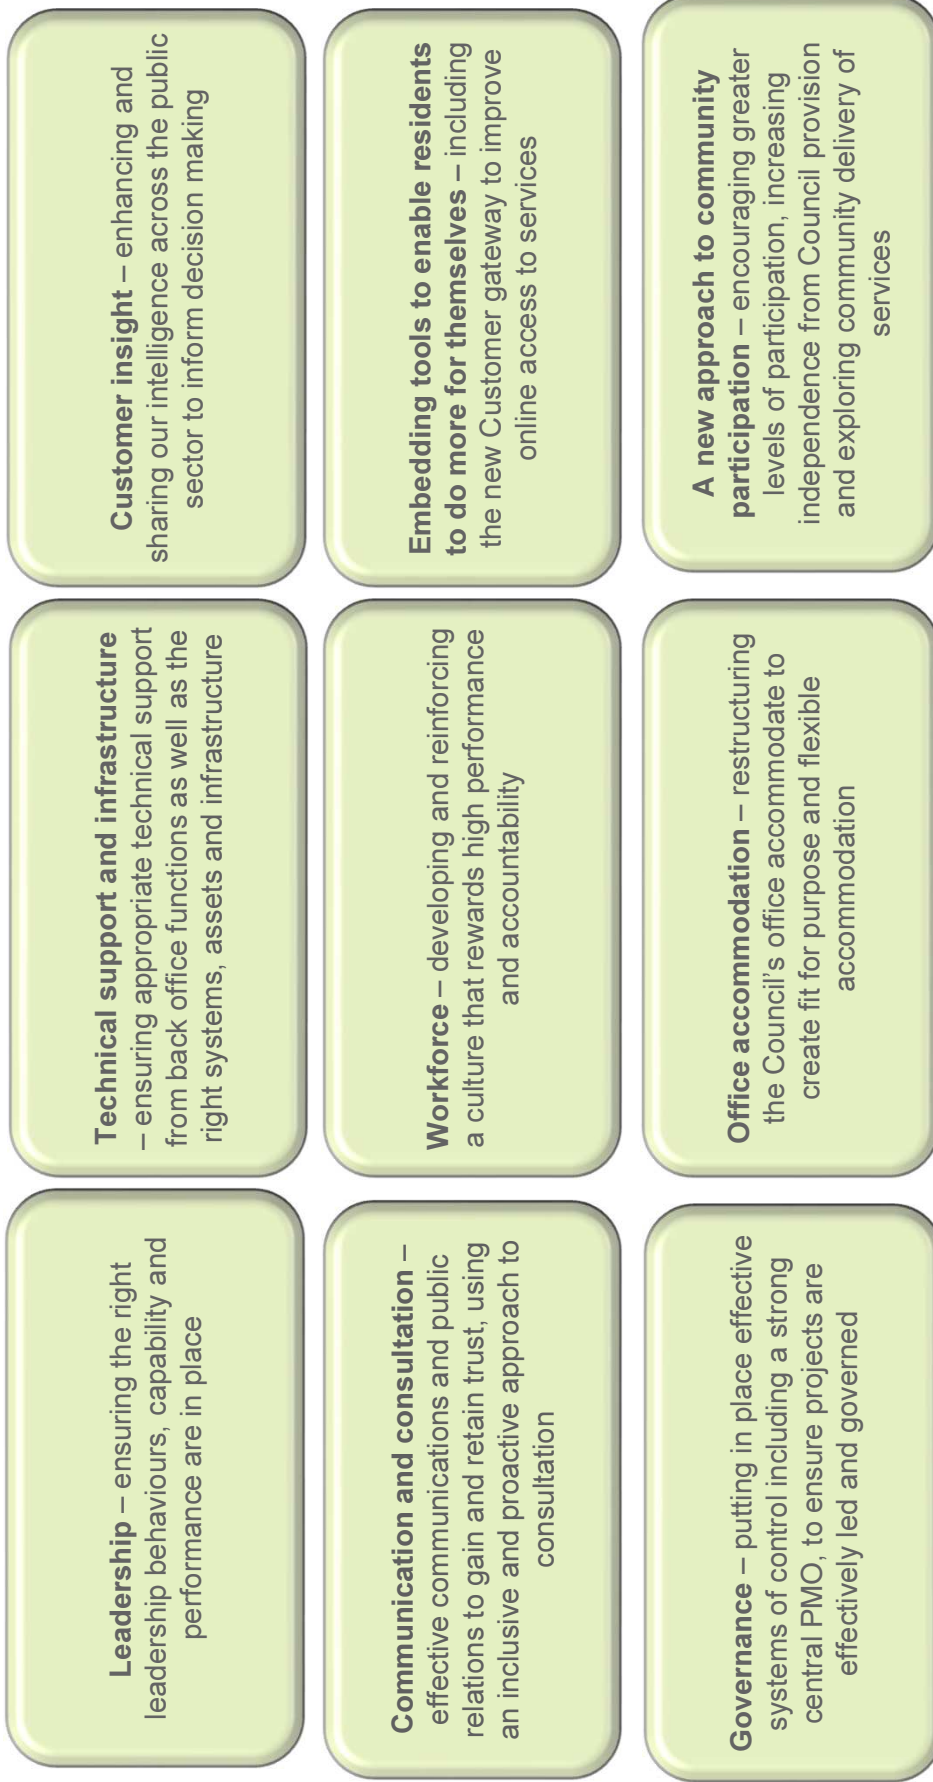 Leadership – ensuring the right
leadership behaviours, capability and
performance are in place
Technical support and infrastructure
– ensuring appropriate technical support
from back office functions as well as the
right systems, assets and infrastructure
Customer insight – enhancing and
sharing our intelligence across the public
sector to inform decision making
Communication and consultation –
effective communications and public
relations to gain and retain trust, using
an inclusive and proactive approach to
consultation
Workforce – developing and reinforcing
a culture that rewards high performance
and accountability
Embedding tools to enable residents
to do more for themselves – including
the new Customer gateway to improve
online access to services
Governance – putting in place effective
systems of control including a strong
central PMO, to ensure projects are
effectively led and governed
Office accommodation – restructuring
the Council's office accommodate to
create fit for purpose and flexible
accommodation
A new approach to community
participation – encouraging greater
levels of participation, increasing
independence from Council provision
and exploring community delivery of
services